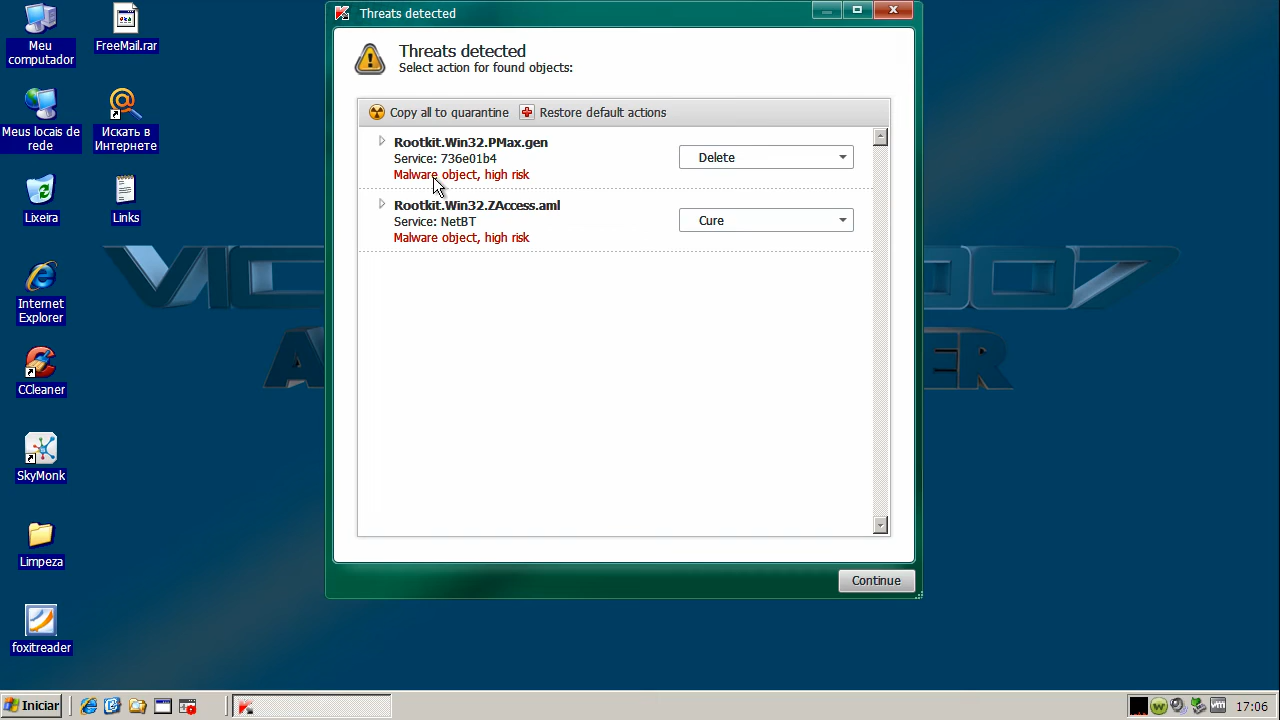 Threats detected
Threats detected
Select action for found objects:
Copy all to quarantine
Restore default actions
Rootkit.Win32.PMax.gen
Service: 736e01b4
Malware object, high risk
Delete
Rootkit.Win32.ZAccess.aml
Service: NetBT
Malware object, high risk
Cure
Continue
Meu
computador
FreeMail.rar
Meus locais de
rede
Искать в
Интернете
Lixeira
Links
Internet
Explorer
CCleaner
SkyMonk
Limpeza
foxitreader
Iniciar
17:06